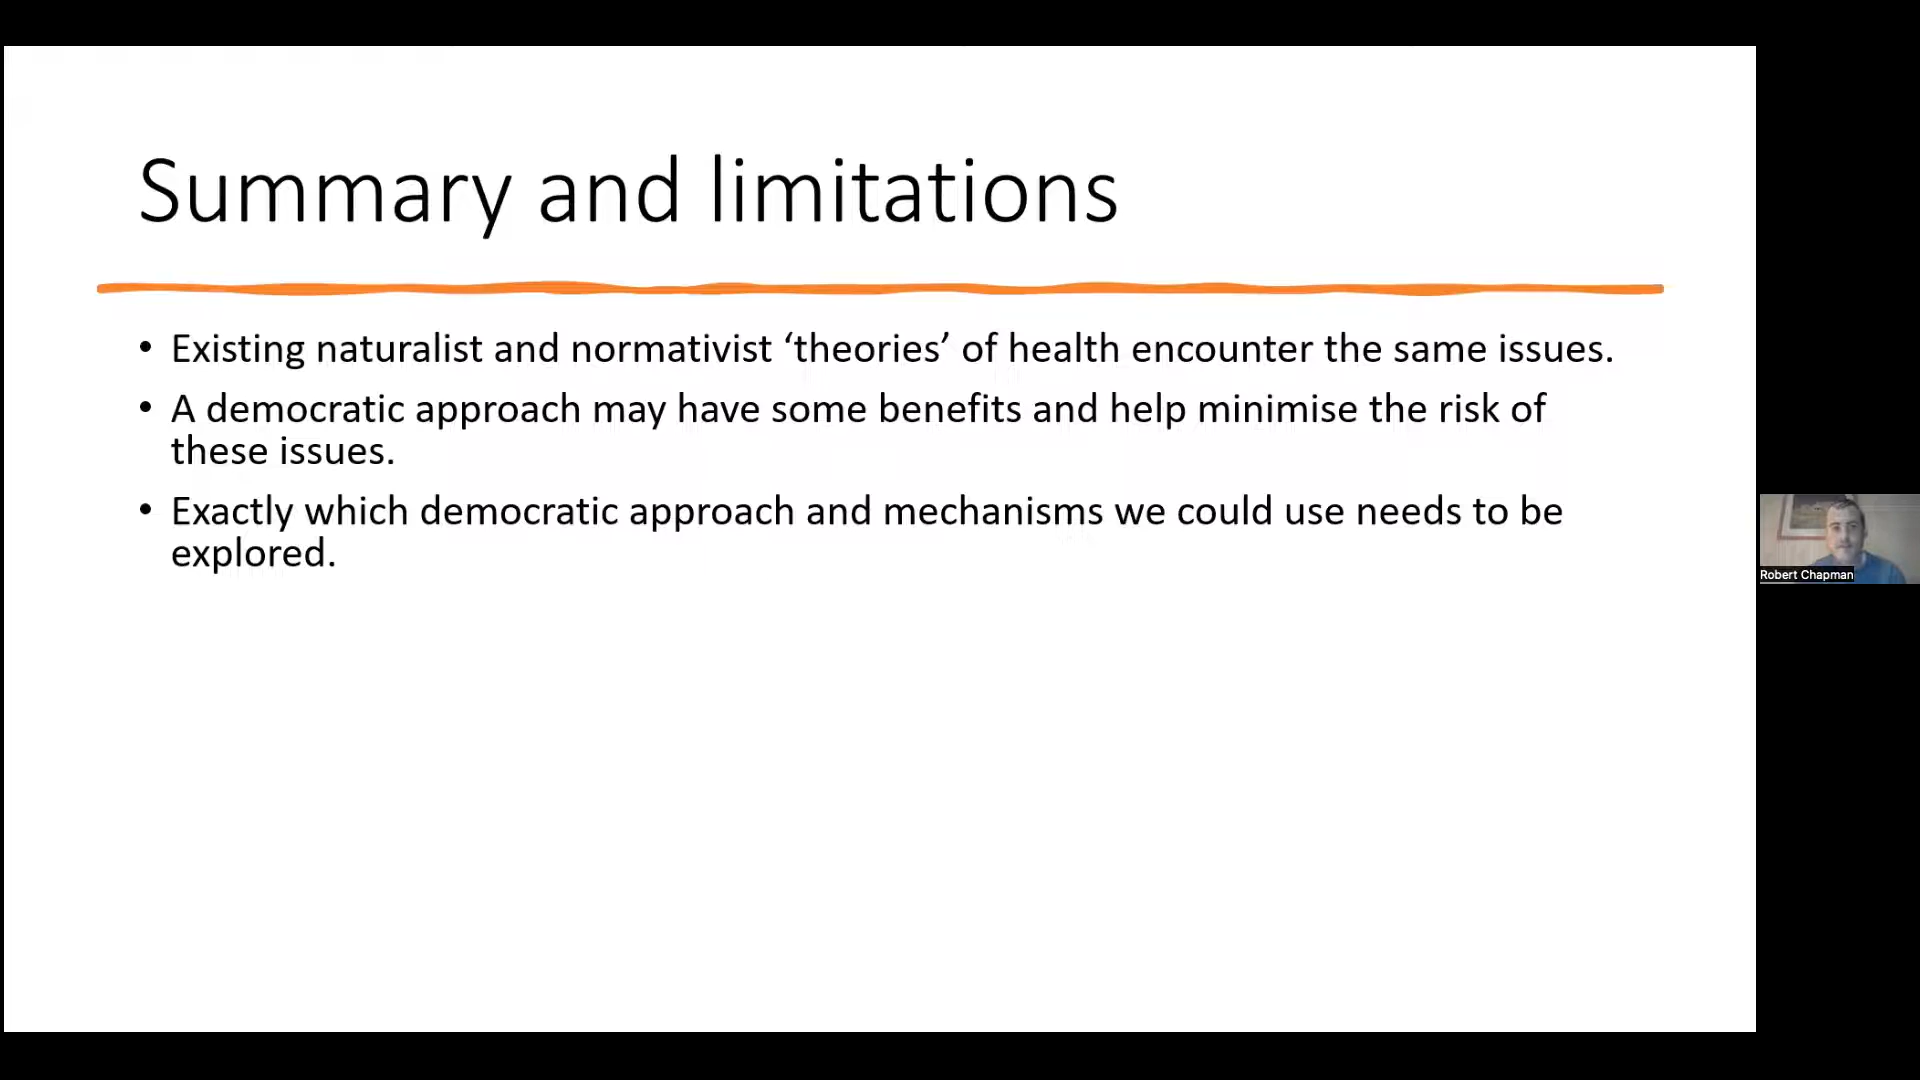 Summary and limitations
• Existing naturalist and normativist ‘theories’ of health encounter the same issues.
• A democratic approach may have some benefits and help minimise the risk of
these issues.
• Exactly which democratic approach and mechanisms we could use needs to be
explored.
Robert Chapman